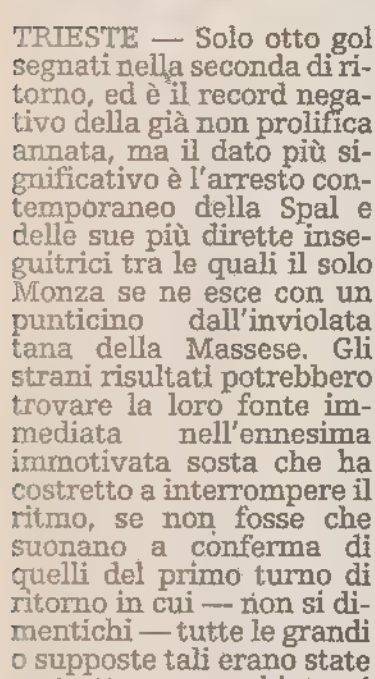 TRIESTE — Solo otto gol
segnati nella seconda di ri-
torno, ed è il record nega-
tivo della già non prolifica
annata, ma il dato più si-
gnificativo è l'arresto con-
temporaneo della Spal e
delle sue più dirette inse-
guitrici tra le quali il solo
Monza se ne esce con un
punticino dall'inviolata
tana della Massese. Gli
strani risultati potrebbero
trovare la loro fonte im-
mediata nell'ennesima
immotivata sosta che ha
costretto a interrompere il
ritmo, se non fosse che
suonano a conferma di
quelli del primo turno di
ritorno in cui — non si di-
mentichi — tutte le grandi
o supposte tali erano state